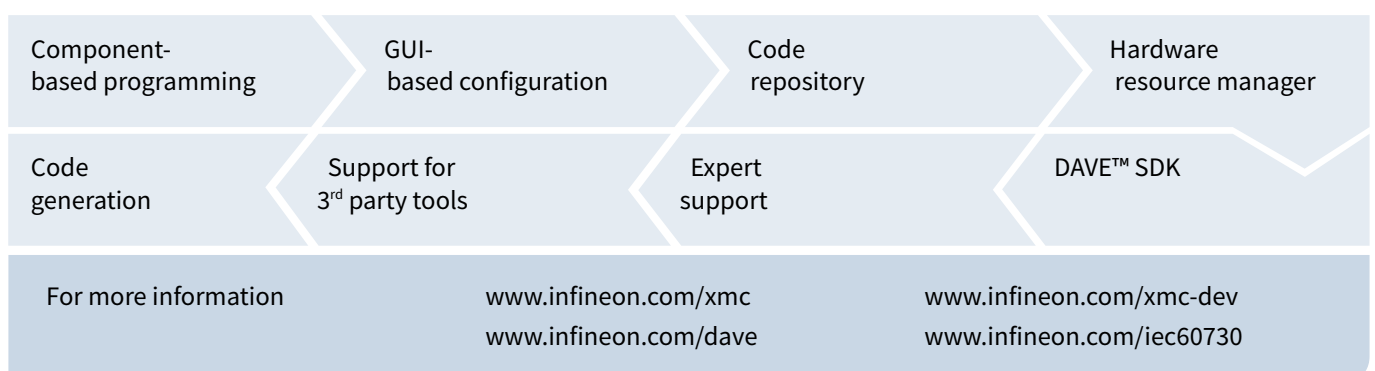 Component-
based programming
GUI-
based configuration
Code
repository
Hardware
resource manager
Code
generation
Support for
3rd party tools
Expert
support
DAVE™ SDK
For more information
www.infineon.com/xmc
www.infineon.com/dave
www.infineon.com/xmc-dev
www.infineon.com/iec60730